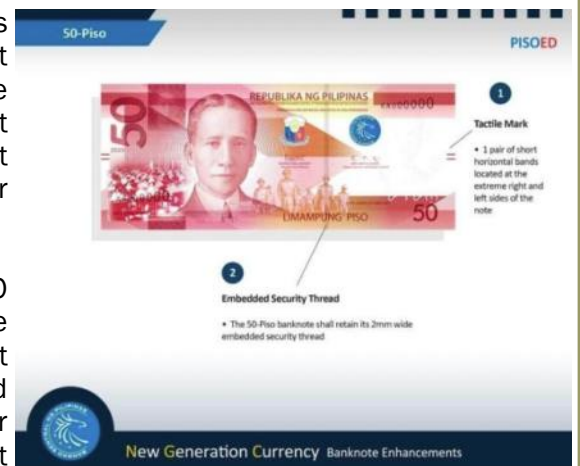 50-Piso
PISOED
REPUBLIKA NG PILIPINAS
50
LIMAMPUNG PISO
50
1
Tactile Mark
• 1 pair of short
horizontal bands
located at the
extreme right and
left sides of the
note
2
Embedded Security Thread
• The 50-Piso banknote shall retain its 2mm wide
embedded security thread
New Generation Currency Banknote Enhancements